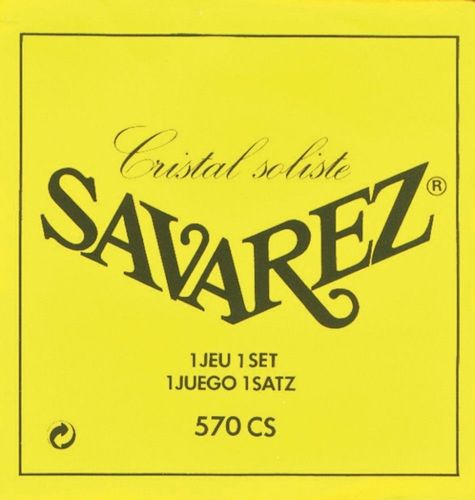 Cristal soliste
SAVAREZ®
1 JEU 1 SET
1 JUEGO 1 SATZ
570 CS